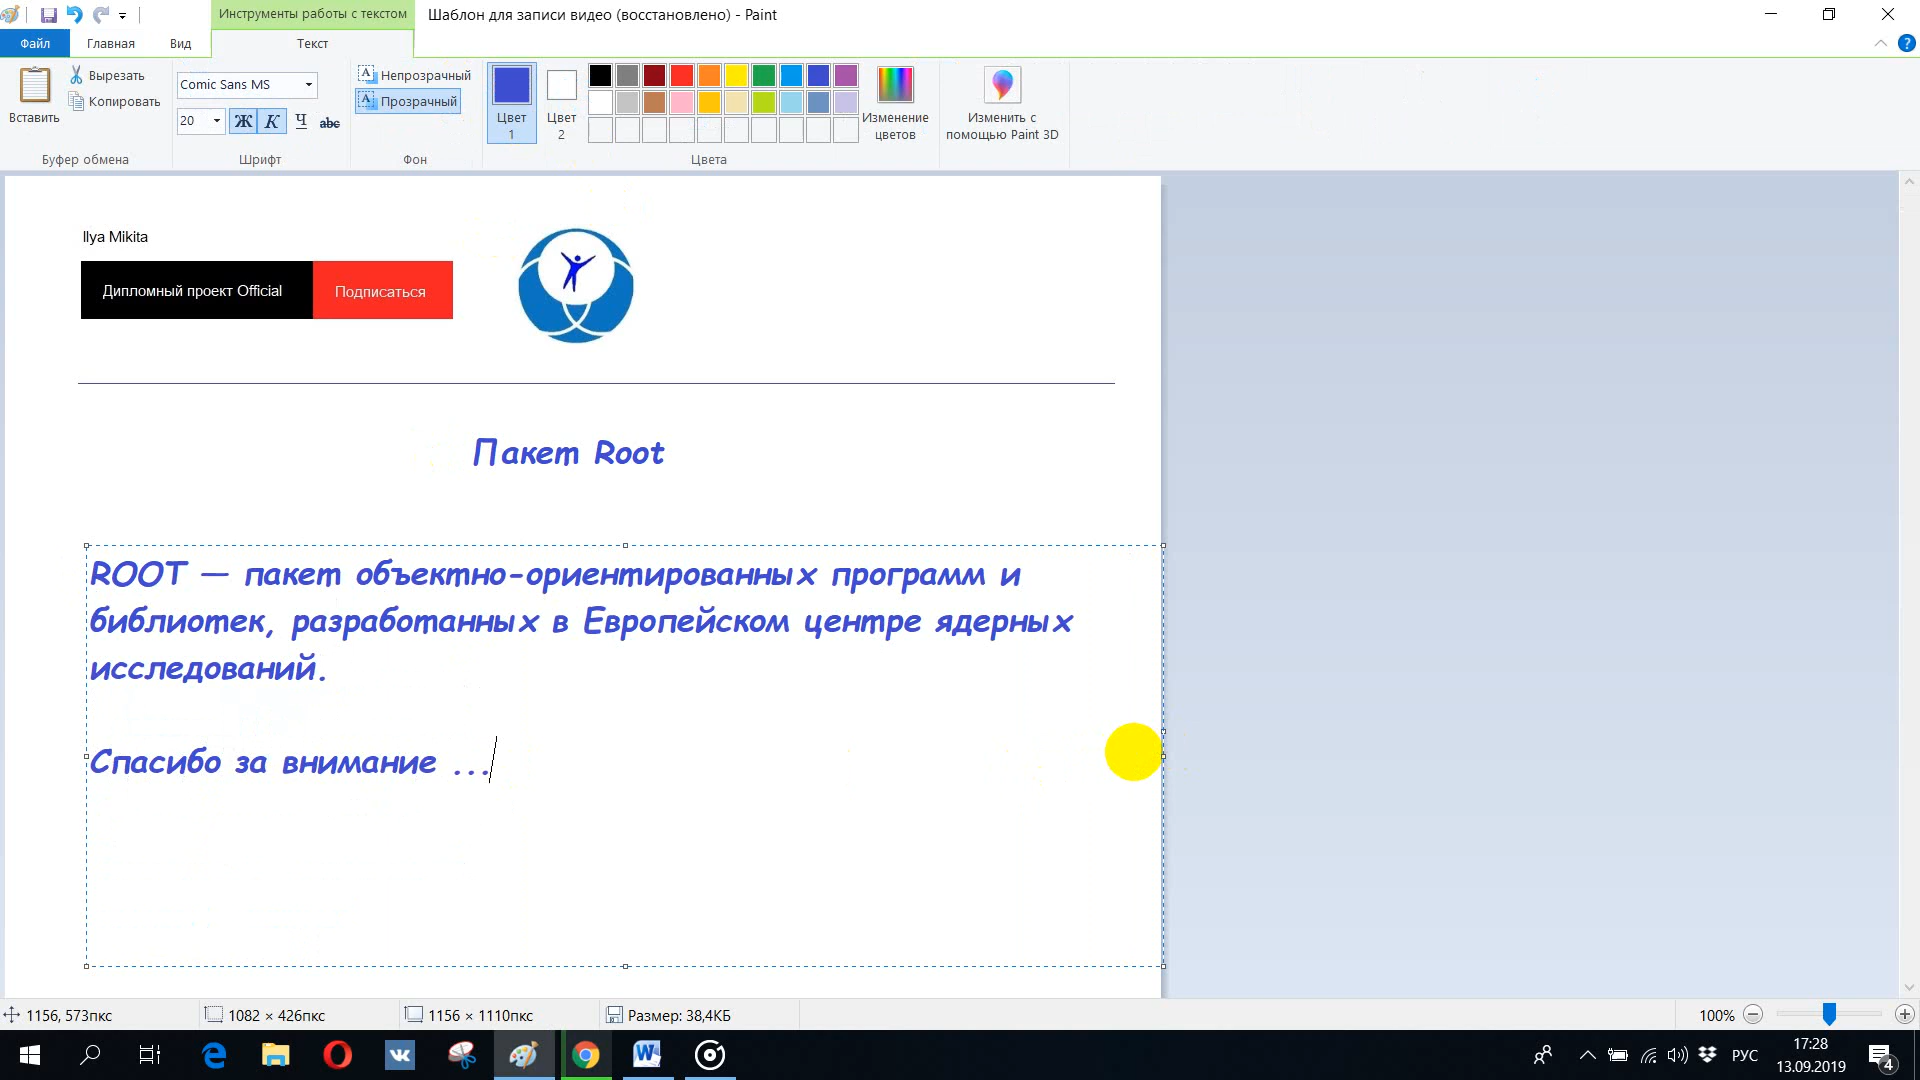 Инструменты работы с текстом
Шаблон для записи видео (восстановлено) - Paint
Файл
Главная
Вид
Текст
?
Вставить
Вырезать
Копировать
Буфер обмена
Comic Sans MS
20
Ж К Ч abc
Шрифт
A Непрозрачный
A Прозрачный
Фон
Цвет
1
Цвет
2
Цвета
Изменение
цветов
Изменить с
помощью Paint 3D
Ilya Mikita
Дипломный проект Official
Подписаться
Пакет Root
ROOT — пакет объектно-ориентированных программ и
библиотек, разработанных в Европейском центре ядерных
исследований.
Спасибо за внимание ...
1156, 573пкс
1082 × 426пкс
1156 × 1110пкс
Размер: 38,4КБ
100%
РУС
17:28
13.09.2019
4